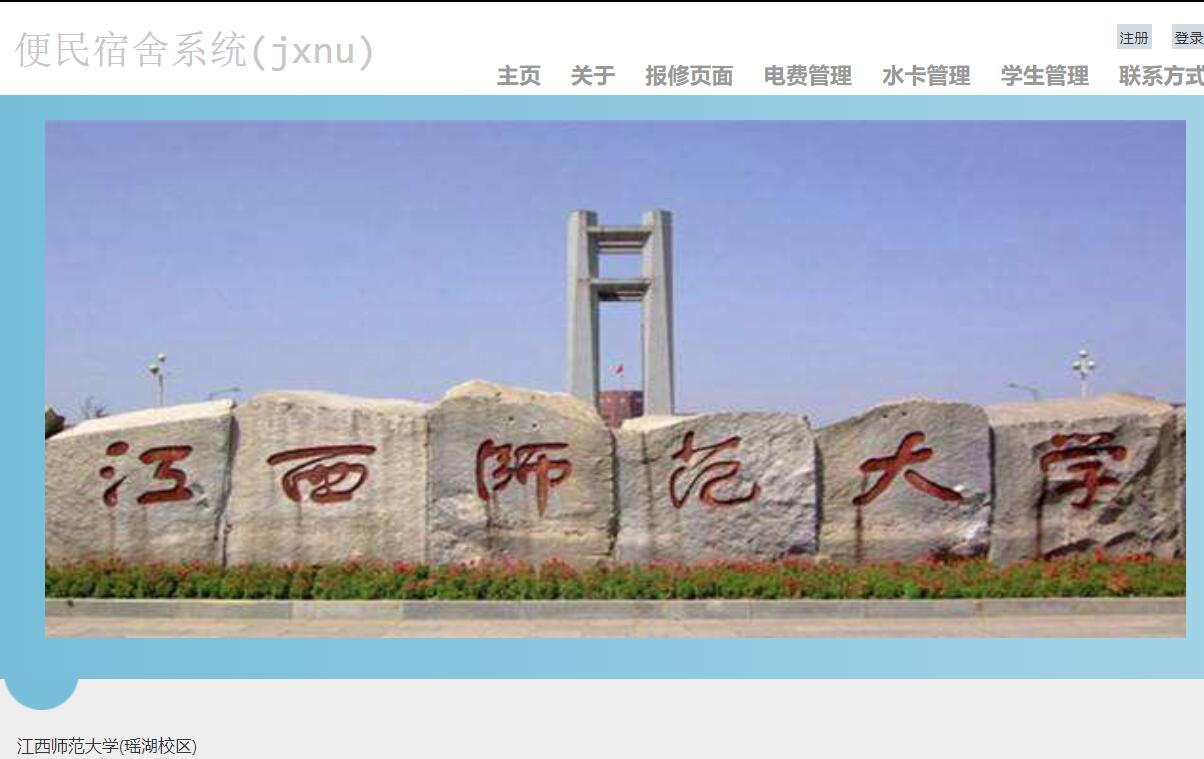 便民宿舍系统(jxnu)
注册 登录
主页 关于 报修页面 电费管理 水卡管理 学生管理 联系方式
江西师范大学
江西师范大学(瑶湖校区)